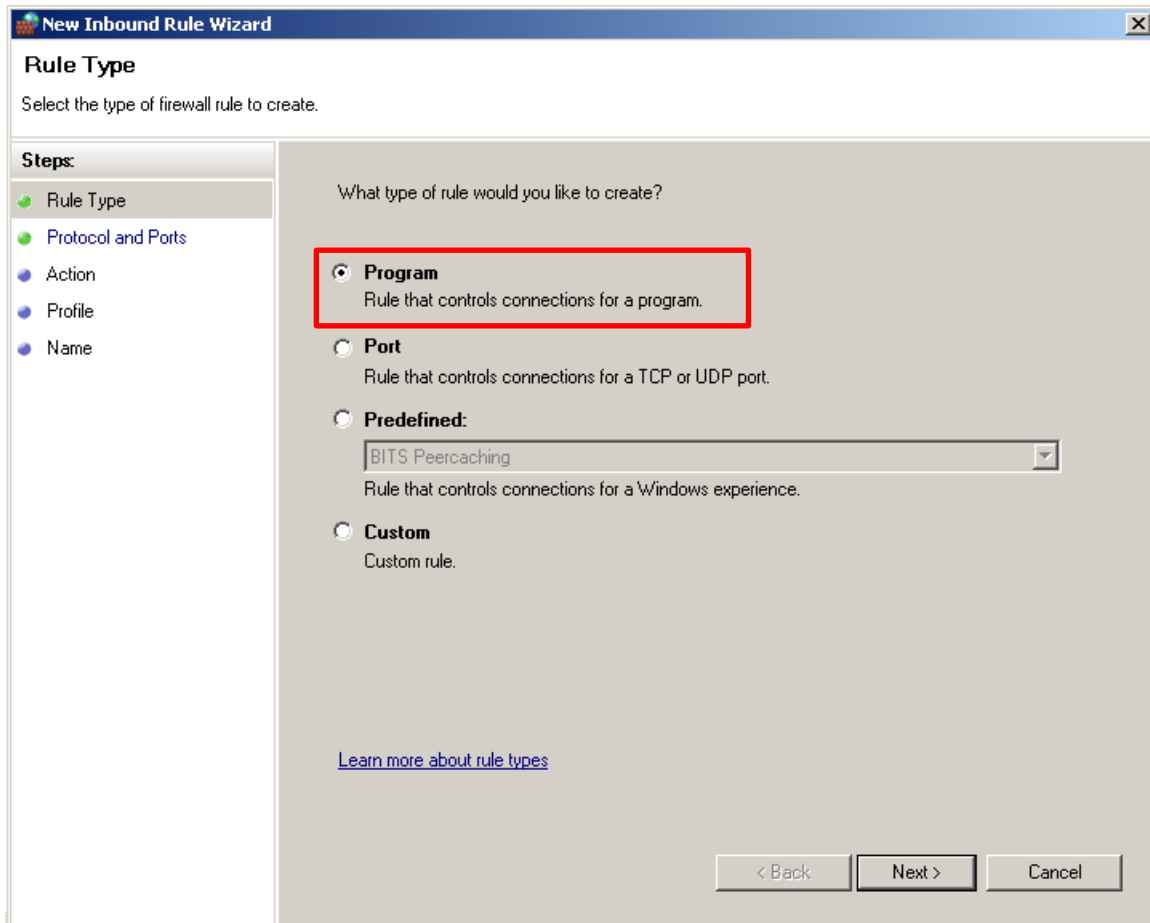 New Inbound Rule Wizard
Rule Type
Select the type of firewall rule to create.
Steps:
Rule Type
Protocol and Ports
Action
Profile
Name
What type of rule would you like to create?
Program
Rule that controls connections for a program.
Port
Rule that controls connections for a TCP or UDP port.
Predefined:
BITS Peercaching
Rule that controls connections for a Windows experience.
Custom
Custom rule.
Learn more about rule types
< Back
Next >
Cancel